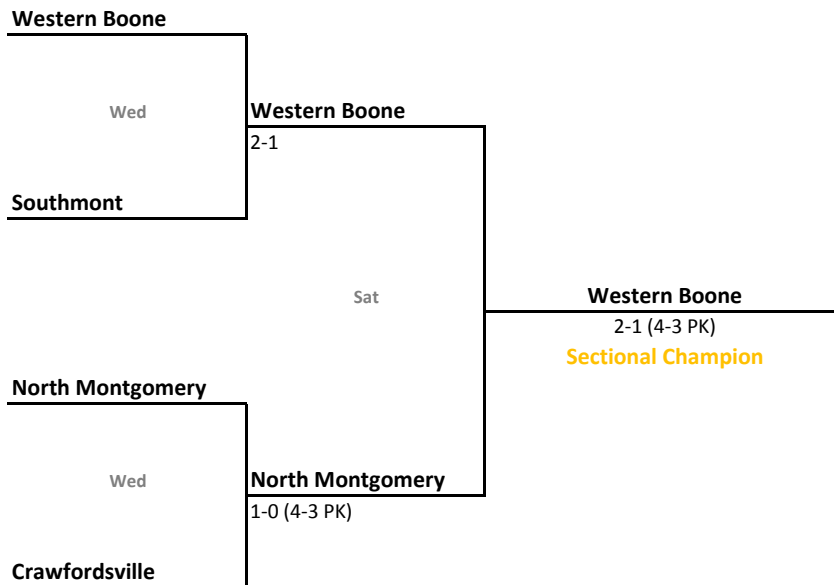 Western Boone
Wed
Western Boone
2-1
Southmont
Sat
Western Boone
2-1 (4-3 PK)
Sectional Champion
North Montgomery
Wed
North Montgomery
1-0 (4-3 PK)
Crawfordsville